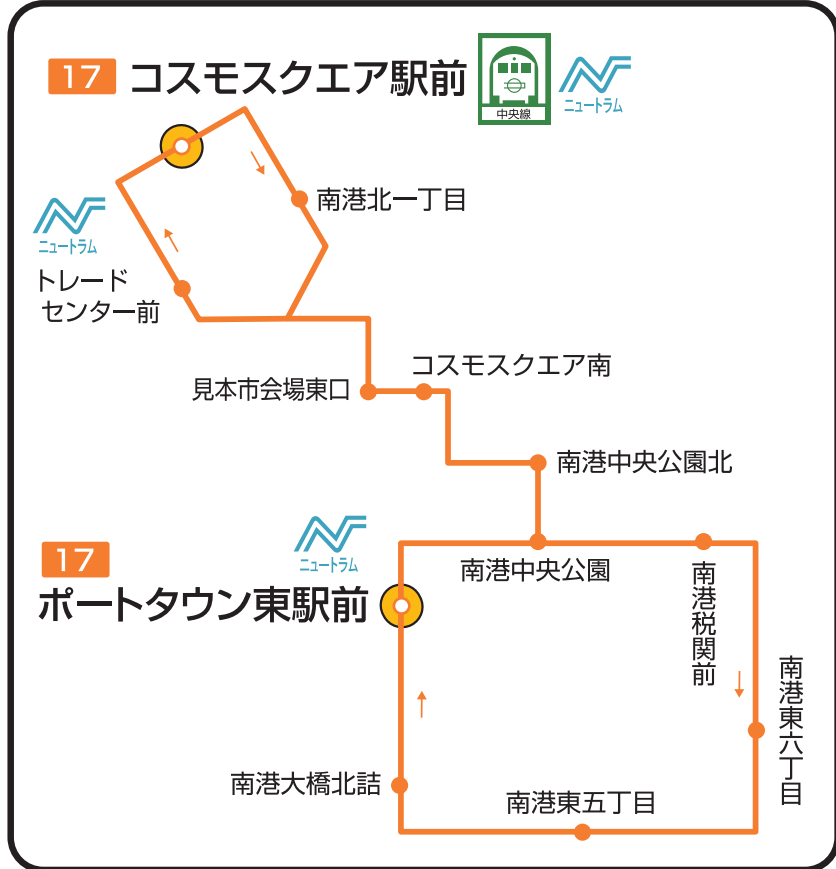 17 コスモスクエア駅前
中央線
ニュートラム
南港北一丁目
ニュートラム
トレード
センター前
コスモスクエア南
見本市会場東口
南港中央公園北
ニュートラム
17
ポートタウン東駅前
南港中央公園
南港税関前
南港東六丁目
南港大橋北詰
南港東五丁目